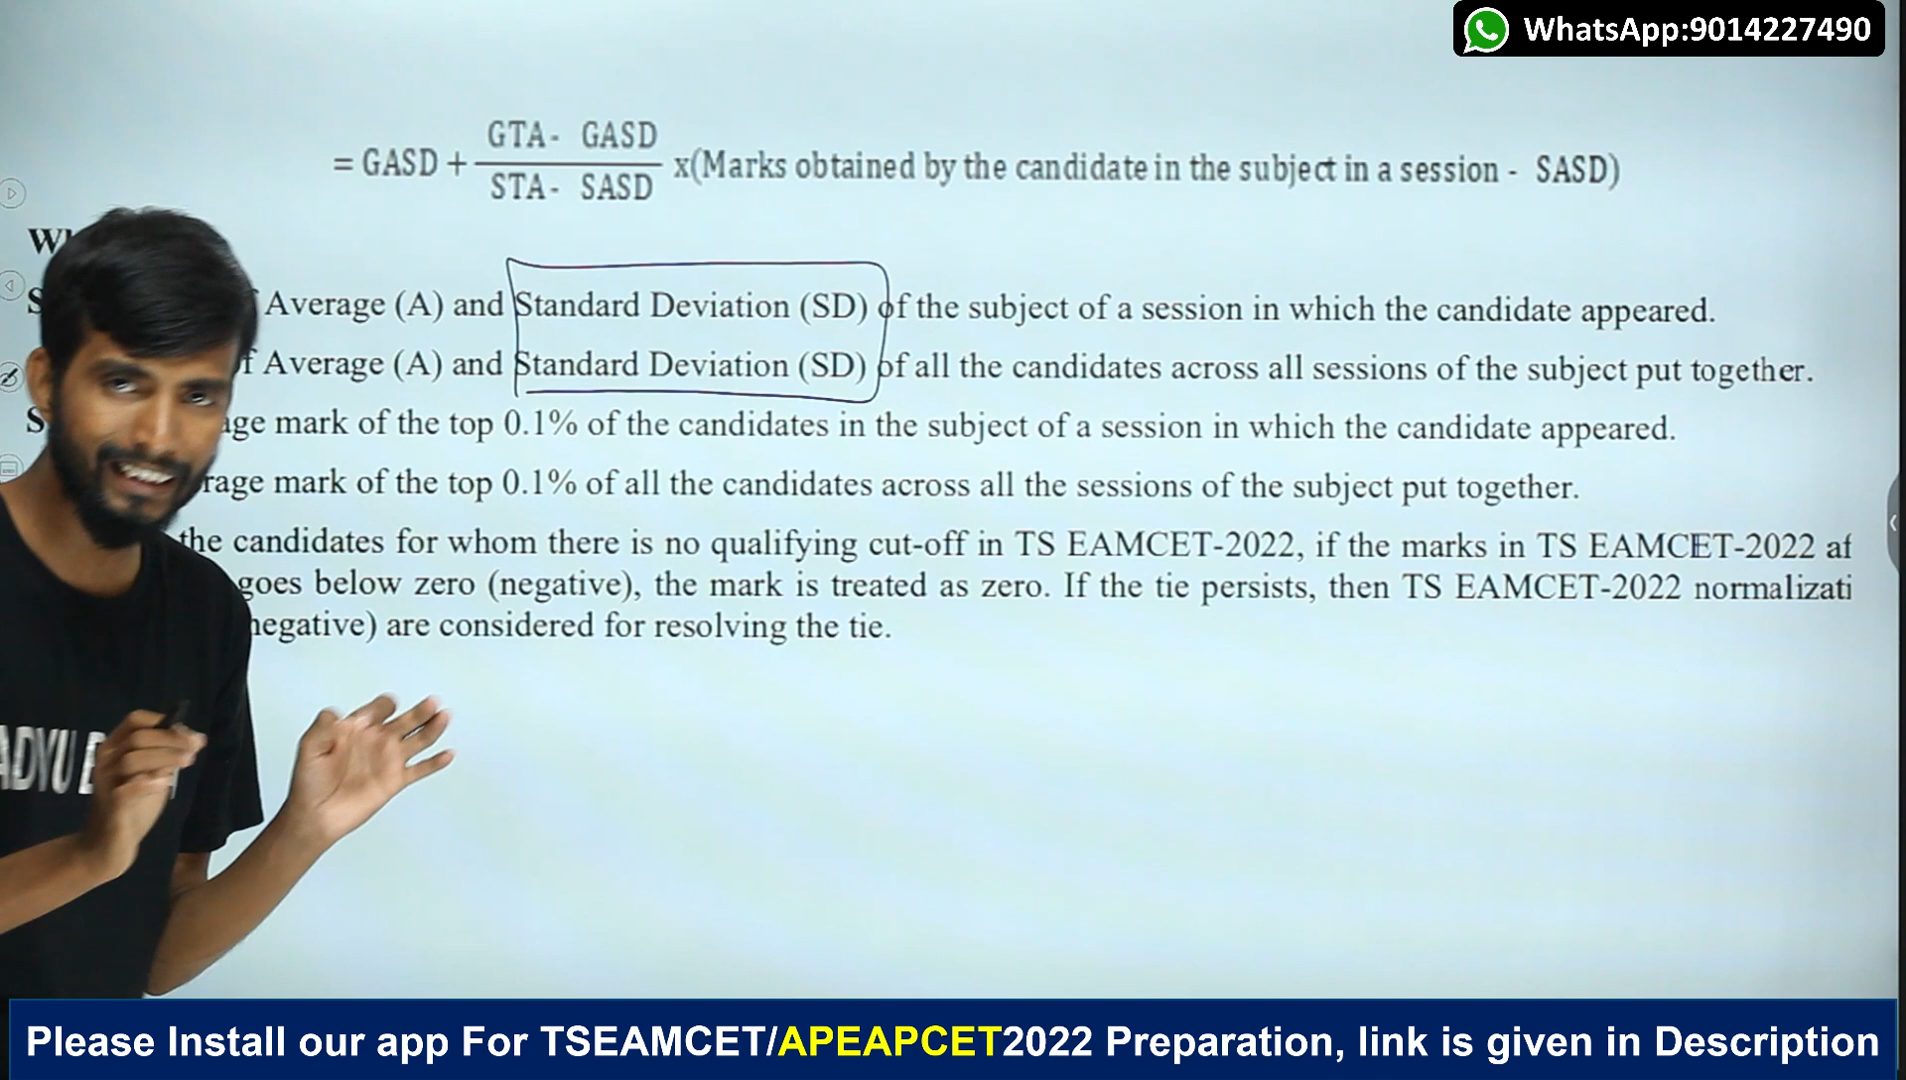 WhatsApp:9014227490
GTA - GASD
= GASD + x(Marks obtained by the candidate in the subject in a session - SASD)
STA - SASD
Average (A) and Standard Deviation (SD) of the subject of a session in which the candidate appeared.
Average (A) and Standard Deviation (SD) of all the candidates across all sessions of the subject put together.
mark of the top 0.1% of the candidates in the subject of a session in which the candidate appeared.
mark of the top 0.1% of all the candidates across all the sessions of the subject put together.
the candidates for whom there is no qualifying cut-off in TS EAMCET-2022, if the marks in TS EAMCET-2022 af
goes below zero (negative), the mark is treated as zero. If the tie persists, then TS EAMCET-2022 normalizati
negative) are considered for resolving the tie.
Please Install our app For TSEAMCET/APEAPCET2022 Preparation, link is given in Description